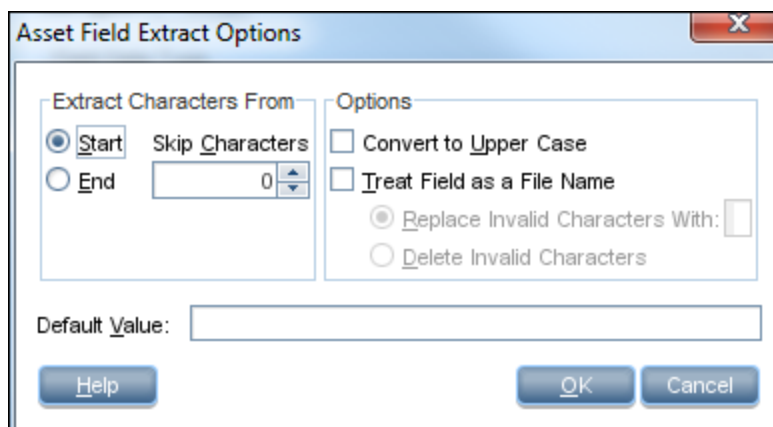 Asset Field Extract Options
Extract Characters From
Options
Start Skip Characters
Convert to Upper Case
End 0
Treat Field as a File Name
Replace Invalid Characters With:
Delete Invalid Characters
Default Value:
Help OK Cancel